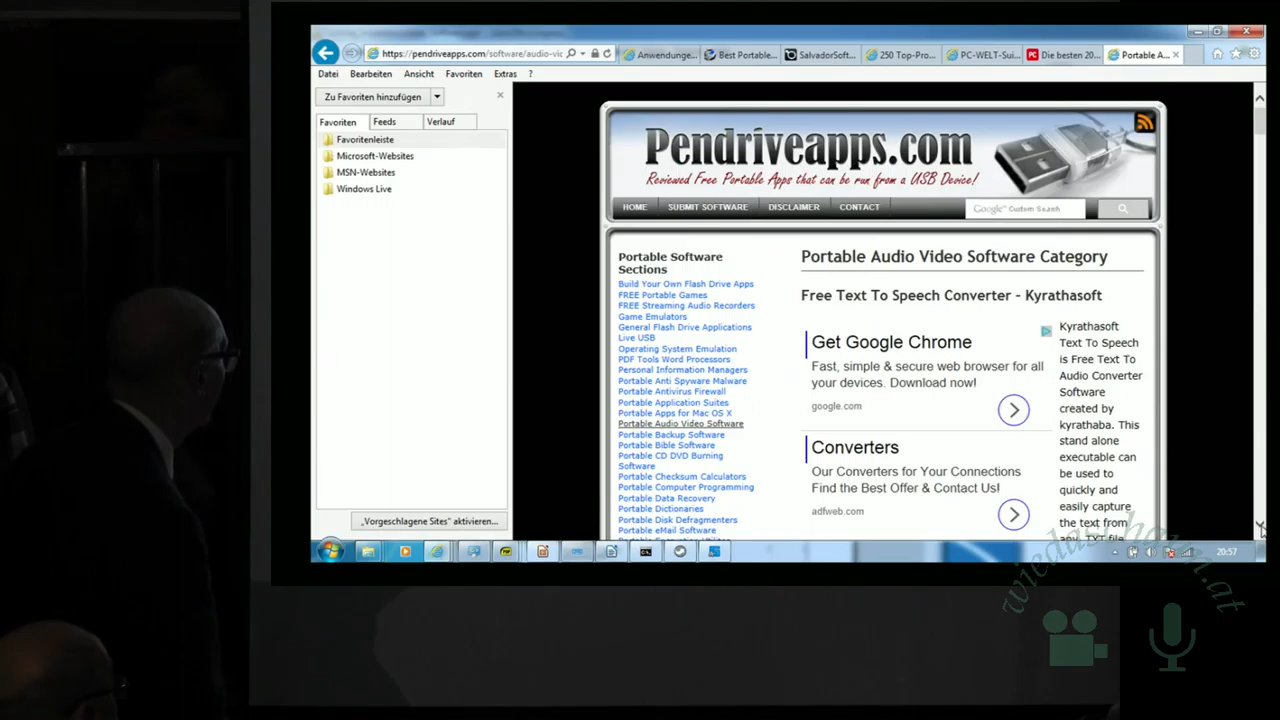 https://pendriveapps.com/software/audio-vic
Anwendunge...
Best Portable...
SalvadorSoft...
250 Top-Pro...
PC-WELT-Sui...
Die besten 20...
Portable A...
Datei Bearbeiten Ansicht Favoriten Extras ?
Zu Favoriten hinzufügen
Favoriten Feeds Verlauf
Favoritenleiste
Microsoft-Websites
MSN-Websites
Windows Live
„Vorgeschlagene Sites“ aktivieren...
Pendriveapps.com
Reviewed Free Portable Apps that can be run from a USB Device!
HOME SUBMIT SOFTWARE DISCLAIMER CONTACT
Google Custom Search
Portable Software
Sections
Build Your Own Flash Drive Apps
FREE Portable Games
FREE Streaming Audio Recorders
Game Emulators
General Flash Drive Applications
Live USB
Operating System Emulation
PDF Tools Word Processors
Personal Information Managers
Portable Anti Spyware Malware
Portable Antivirus Firewall
Portable Application Suites
Portable Apps for Mac OS X
Portable Audio Video Software
Portable Backup Software
Portable Bible Software
Portable CD DVD Burning
Software
Portable Checksum Calculators
Portable Computer Programming
Portable Data Recovery
Portable Dictionaries
Portable Disk Defragmenters
Portable eMail Software
Portable Audio Video Software Category
Free Text To Speech Converter - Kyrathasoft
Get Google Chrome
Fast, simple & secure web browser for all
your devices. Download now!
google.com
Converters
Our Converters for Your Connections
Find the Best Offer & Contact Us!
adfweb.com
Kyrathasoft
Text To Speech
is Free Text To
Audio Converter
Software
created by
kyrathaba. This
stand alone
executable can
be used to
quickly and
easily capture
the text from
any .TXT file
20:57
wiedaschaun.at